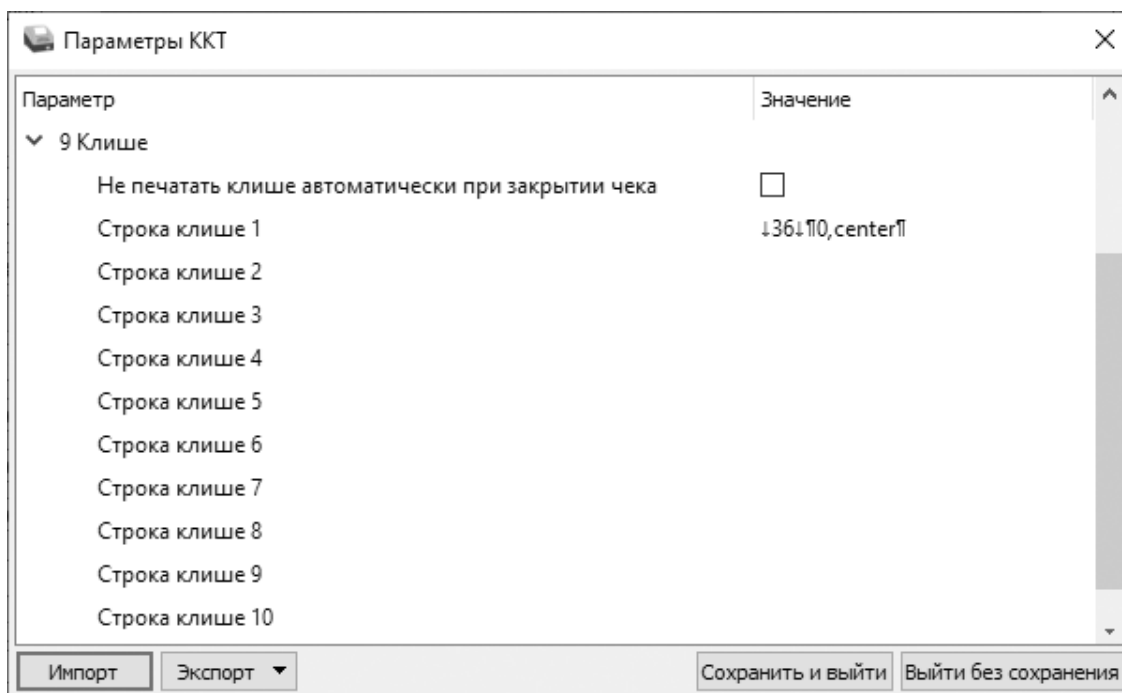 Параметры ККТ
Параметр Значение
9 Клише
Не печатать клише автоматически при закрытии чека
Строка клише 1 ↓36↓¶0,center¶
Строка клише 2
Строка клише 3
Строка клише 4
Строка клише 5
Строка клише 6
Строка клише 7
Строка клише 8
Строка клише 9
Строка клише 10
Импорт Экспорт Сохранить и выйти Выйти без сохранения